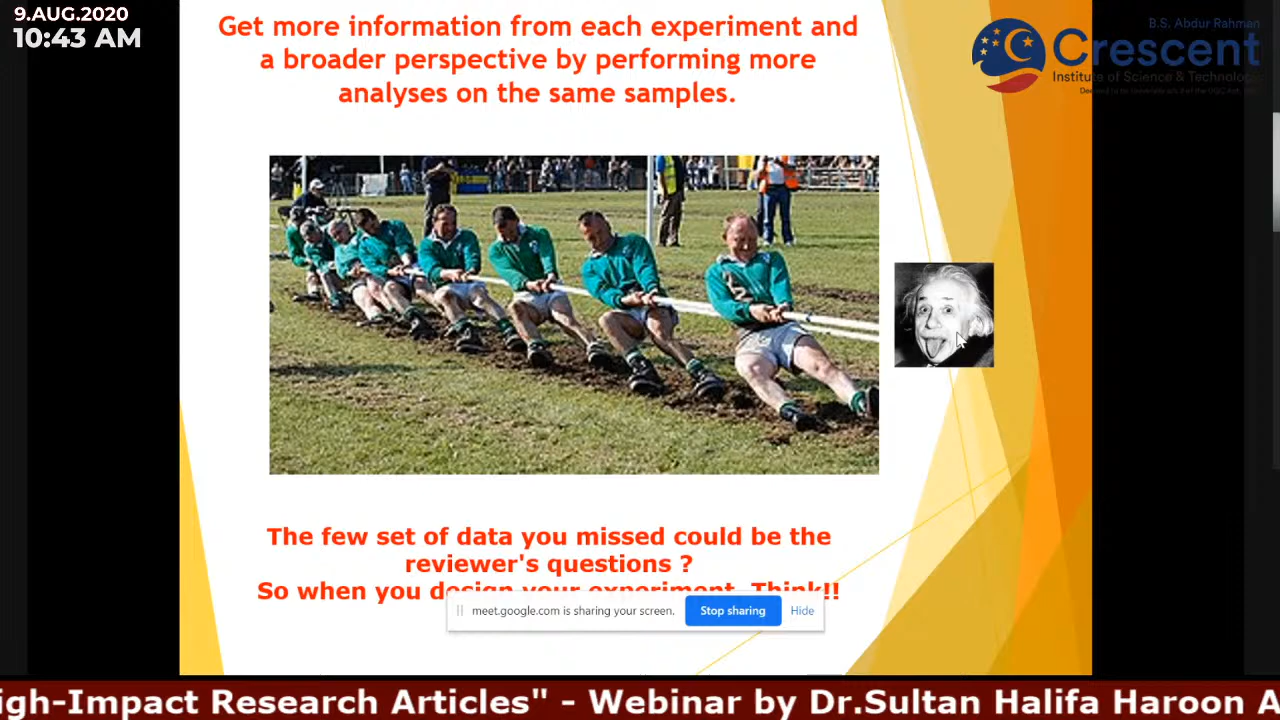 9.AUG.2020
10:43 AM
Get more information from each experiment and
a broader perspective by performing more
analyses on the same samples.
B.S. Abdur Rahman
Crescent
Institute of Science & Technology
The few set of data you missed could be the
reviewer's questions ?
So when you design your experiment, Think!!
meet.google.com is sharing your screen.
Stop sharing
Hide
igh-Impact Research Articles" - Webinar by Dr.Sultan Halifa Haroon A